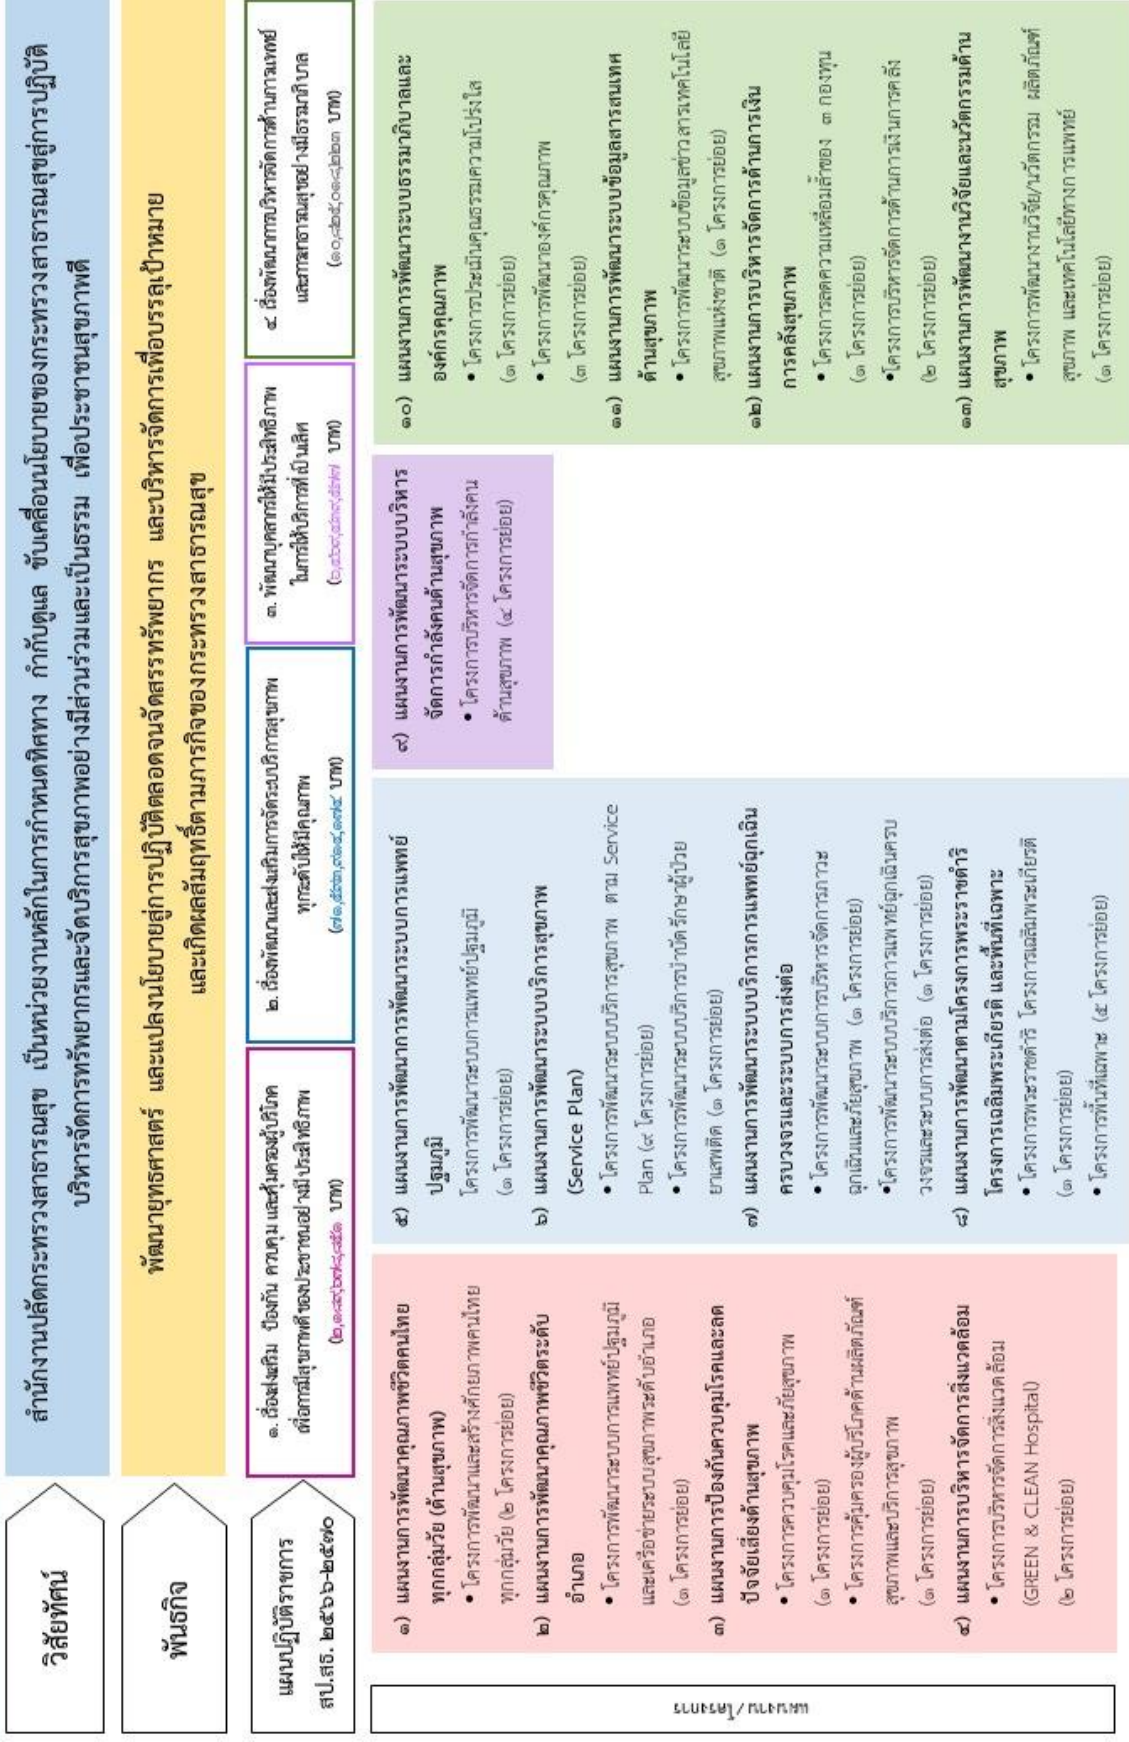 วิสัยทัศน์
สำนักงานปลัดกระทรวงสาธารณสุข เป็นหน่วยงานหลักในการกำหนดทิศทาง กำกับดูแล ขับเคลื่อนนโยบายของกระทรวงสาธารณสุขสู่การปฏิบัติ
บริหารจัดการทรัพยากรและจัดบริการสุขภาพอย่างมีส่วนร่วมและเป็นธรรม เพื่อประชาชนสุขภาพดี
พันธกิจ
พัฒนายุทธศาสตร์ และแปลงนโยบายสู่การปฏิบัติตลอดจนจัดสรรทรัพยากร และบริหารจัดการเพื่อบรรลุเป้าหมาย
และเกิดผลสัมฤทธิ์ตามภารกิจของกระทรวงสาธารณสุข
แผนปฏิบัติราชการ
สป.สธ. ๒๕๖๖-๒๕๗๐
๑. เรื่องส่งเสริม ป้องกัน ควบคุม และคุ้มครองผู้บริโภค
เพื่อการมีสุขภาพดีของประชาชนอย่างมีประสิทธิภาพ
บาท)
๒. เรื่องพัฒนาและส่งเสริมการจัดระบบบริการสุขภาพ
ทุกระดับให้มีคุณภาพ
บาท)
๓. พัฒนาบุคลากรให้มีประสิทธิภาพ
ในการให้บริการที่เป็นเลิศ
บาท)
๔. เรื่องพัฒนาการบริหารจัดการด้านการแพทย์
และการสาธารณสุขอย่างมีธรรมาภิบาล
(๑๐,๘๒๕,๐๑๘,๒๒๓ บาท)
แผนงาน/โครงการ
๑) แผนงานการพัฒนาคุณภาพชีวิตคนไทย
ทุกกลุ่มวัย (ด้านสุขภาพ)
• โครงการพัฒนาและสร้างศักยภาพคนไทย
ทุกกลุ่มวัย (๒ โครงการย่อย)
๒) แผนงานการพัฒนาคุณภาพชีวิตระดับ
อำเภอ
• โครงการพัฒนาระบบการแพทย์ปฐมภูมิ
และเครือข่ายระบบสุขภาพระดับอำเภอ
(๑ โครงการย่อย)
๓) แผนงานการป้องกันควบคุมโรคและลด
ปัจจัยเสี่ยงด้านสุขภาพ
• โครงการควบคุมโรคและภัยสุขภาพ
(๑ โครงการย่อย)
• โครงการคุ้มครองผู้บริโภคด้านผลิตภัณฑ์
สุขภาพและบริการสุขภาพ
(๑ โครงการย่อย)
๔) แผนงานการบริหารจัดการสิ่งแวดล้อม
• โครงการบริหารจัดการสิ่งแวดล้อม
(GREEN & CLEAN Hospital)
(๒ โครงการย่อย)
๕) แผนงานการพัฒนาการพัฒนาระบบการแพทย์
ปฐมภูมิ
โครงการพัฒนาระบบการแพทย์ปฐมภูมิ
(๑ โครงการย่อย)
๖) แผนงานการพัฒนาระบบบริการสุขภาพ
(Service Plan)
• โครงการพัฒนาระบบบริการสุขภาพ ตาม Service
Plan (๙ โครงการย่อย)
• โครงการพัฒนาระบบบริการบำบัดรักษาผู้ป่วย
ยาเสพติด (๑ โครงการย่อย)
๗) แผนงานการพัฒนาระบบบริการการแพทย์ฉุกเฉิน
ครบวงจรและระบบการส่งต่อ
• โครงการพัฒนาระบบการบริหารจัดการภาวะ
ฉุกเฉินและภัยสุขภาพ (๑ โครงการย่อย)
•โครงการพัฒนาระบบบริการการแพทย์ฉุกเฉินครบ
วงจรและระบบการส่งต่อ (๑ โครงการย่อย)
๘) แผนงานการพัฒนาตามโครงการพระราชดำริ
โครงการเฉลิมพระเกียรติ และพื้นที่เฉพาะ
• โครงการพระราชดำริ โครงการเฉลิมพระเกียรติ
(๑ โครงการย่อย)
• โครงการพื้นที่เฉพาะ (๕ โครงการย่อย)
๙) แผนงานการพัฒนาระบบบริหาร
จัดการกำลังคนด้านสุขภาพ
• โครงการบริหารจัดการกำลังคน
ด้านสุขภาพ (๔ โครงการย่อย)
๑๐) แผนงานการพัฒนาระบบธรรมาภิบาลและ
องค์กรคุณภาพ
• โครงการประเมินคุณธรรมความโปร่งใส
(๑ โครงการย่อย)
• โครงการพัฒนาองค์กรคุณภาพ
(๓ โครงการย่อย)
๑๑) แผนงานการพัฒนาระบบข้อมูลสารสนเทศ
ด้านสุขภาพ
• โครงการพัฒนาระบบข้อมูลข่าวสารเทคโนโลยี
สุขภาพแห่งชาติ (๑ โครงการย่อย)
๑๒) แผนงานการบริหารจัดการด้านการเงิน
การคลังสุขภาพ
• โครงการลดความเหลื่อมล้ำของ ๓ กองทุน
(๑ โครงการย่อย)
•โครงการบริหารจัดการด้านการเงินการคลัง
(๒ โครงการย่อย)
๑๓) แผนงานการพัฒนางานวิจัยและนวัตกรรมด้าน
สุขภาพ
• โครงการพัฒนางานวิจัย/นวัตกรรม ผลิตภัณฑ์
สุขภาพ และเทคโนโลยีทางการแพทย์
(๑ โครงการย่อย)